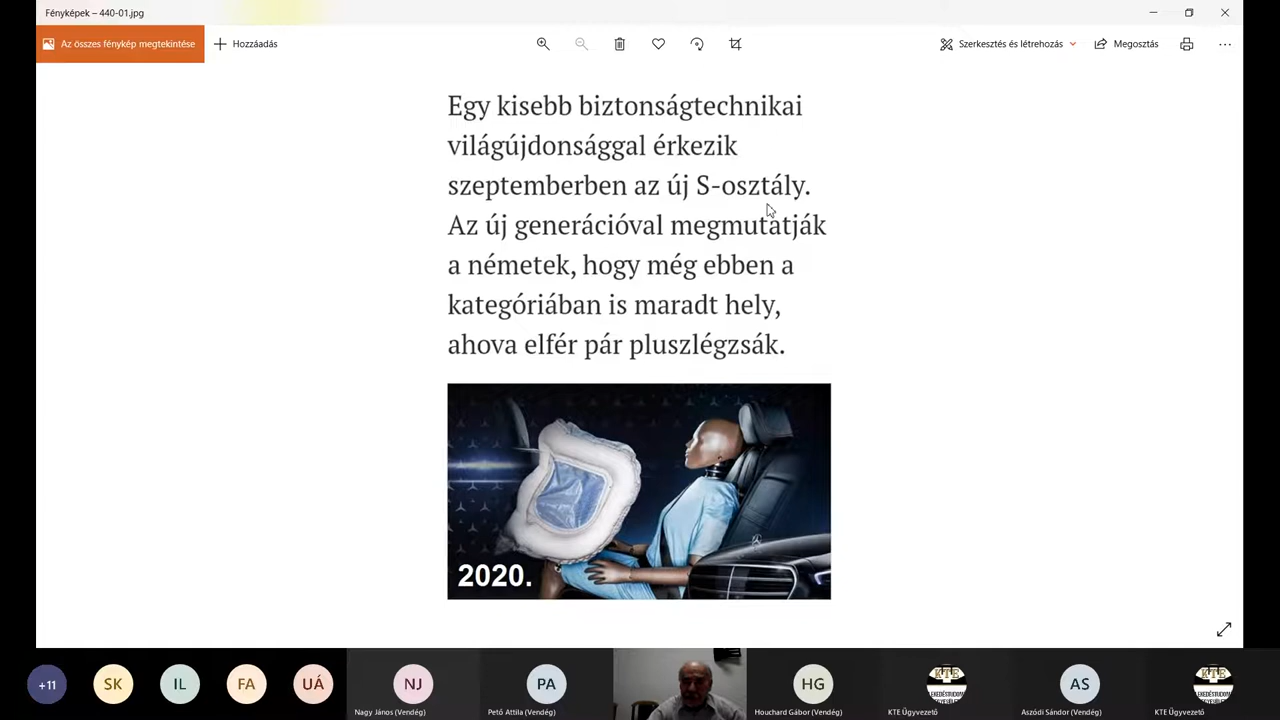 Fényképek – 440-01.jpg
Az összes fénykép megtekintése
Hozzáadás
Szerkesztés és létrehozás
Megosztás
Egy kisebb biztonságtechnikai
világújdonsággal érkezik
szeptemberben az új S-osztály.
Az új generációval megmutatják
a németek, hogy még ebben a
kategóriában is maradt hely,
ahova elfér pár pluszlégzsák.
2020.
+11
SK
IL
FA
UÁ
NJ
Nagy János (Vendég)
PA
Pető Attila (Vendég)
HG
Houchard Gábor (Vendég)
KTE
KTE Ügyvezető
AS
Aszódi Sándor (Vendég)
KTE
KTE Ügyvezető